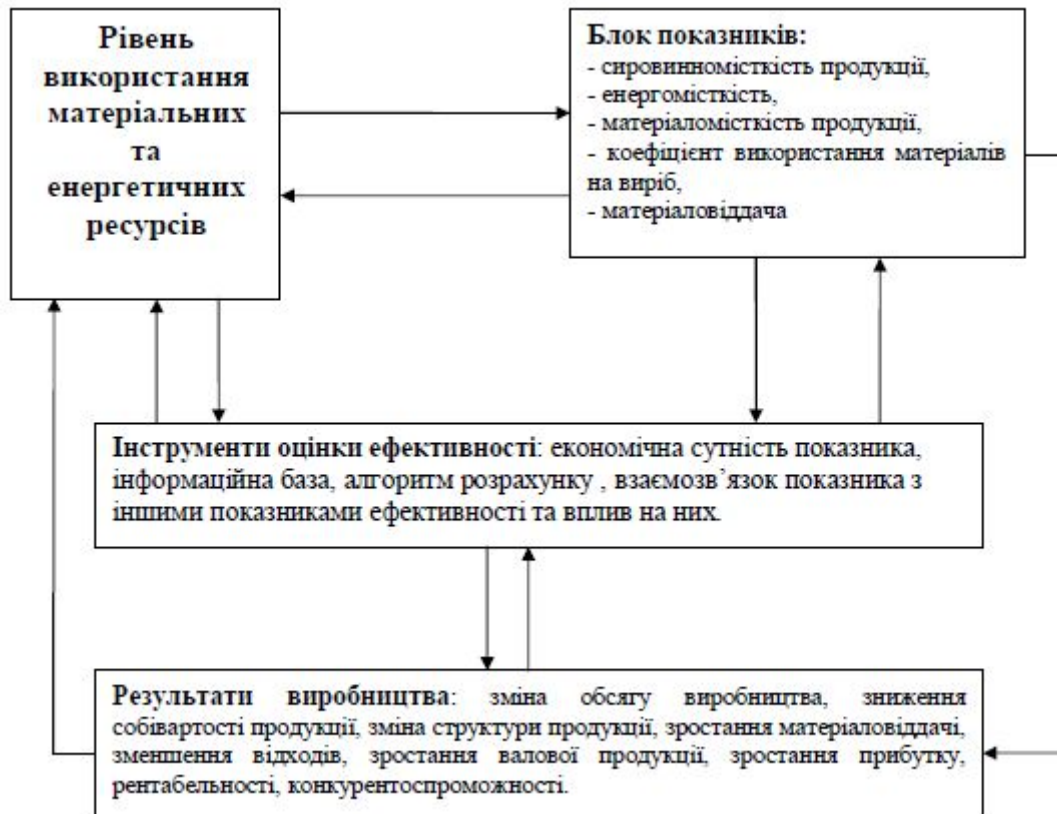 Рівень
використання
матеріальних
та
енергетичних
ресурсів
Блок показників:
- сировинномісткість продукції,
- енергомісткість,
- матеріаломісткість продукції,
- коефіцієнт використання матеріалів
на виріб,
- матеріаловіддача
Інструменти оцінки ефективності: економічна сутність показника,
інформаційна база, алгоритм розрахунку , взаємозв’язок показника з
іншими показниками ефективності та вплив на них.
Результати виробництва: зміна обсягу виробництва, зниження
собівартості продукції, зміна структури продукції, зростання матеріаловіддачі,
зменшення відходів, зростання валової продукції, зростання прибутку,
рентабельності, конкурентоспроможності.